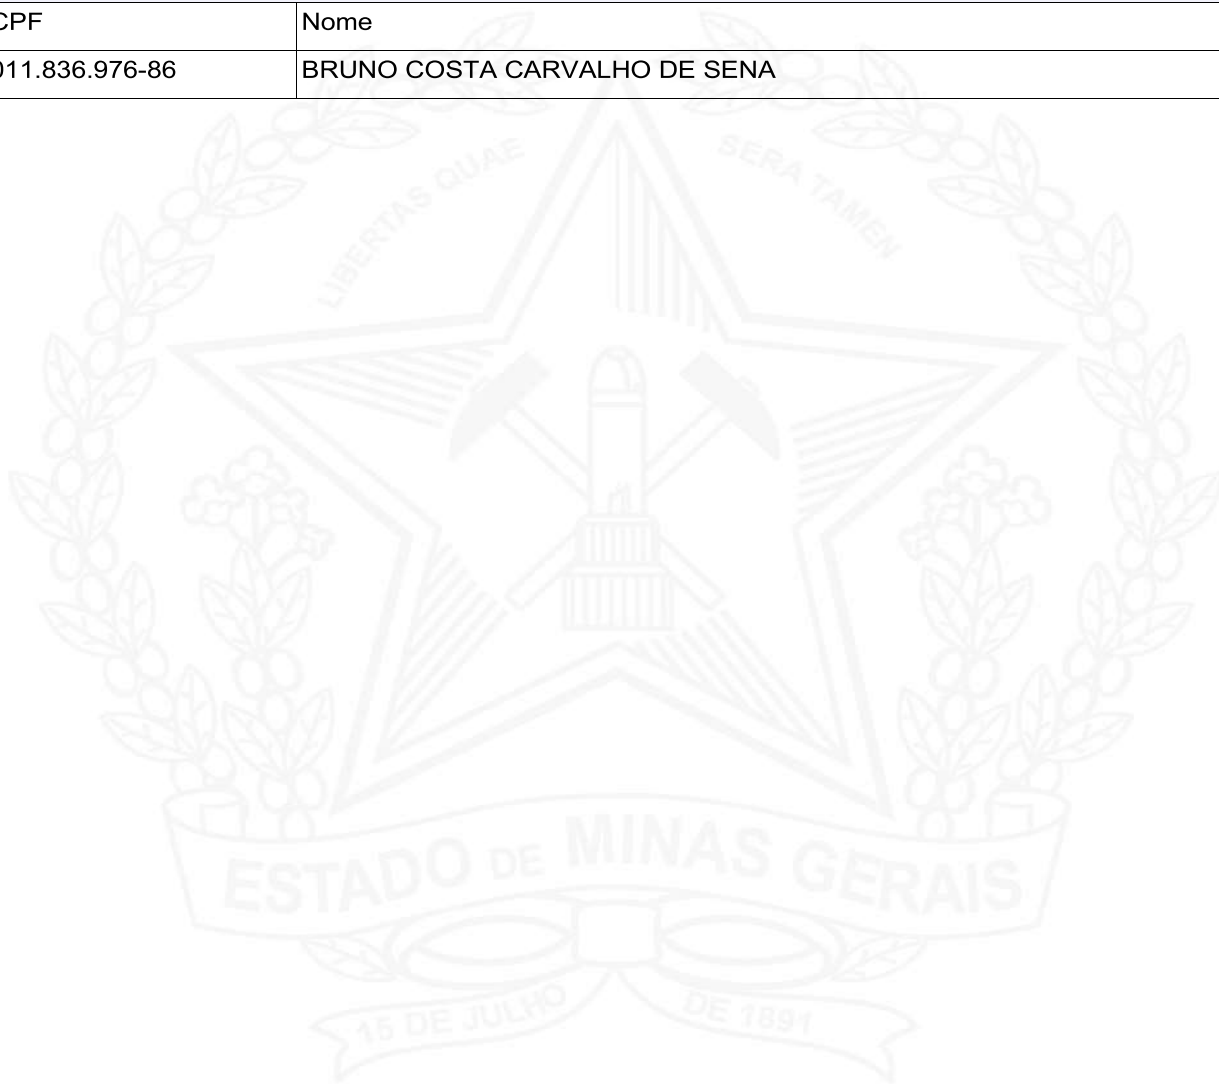 CPF Nome
011.836.976-86 BRUNO COSTA CARVALHO DE SENA
LIBERTAS QUAE SERA TAMEN
ESTADO DE MINAS GERAIS
15 DE JULHO DE 1891